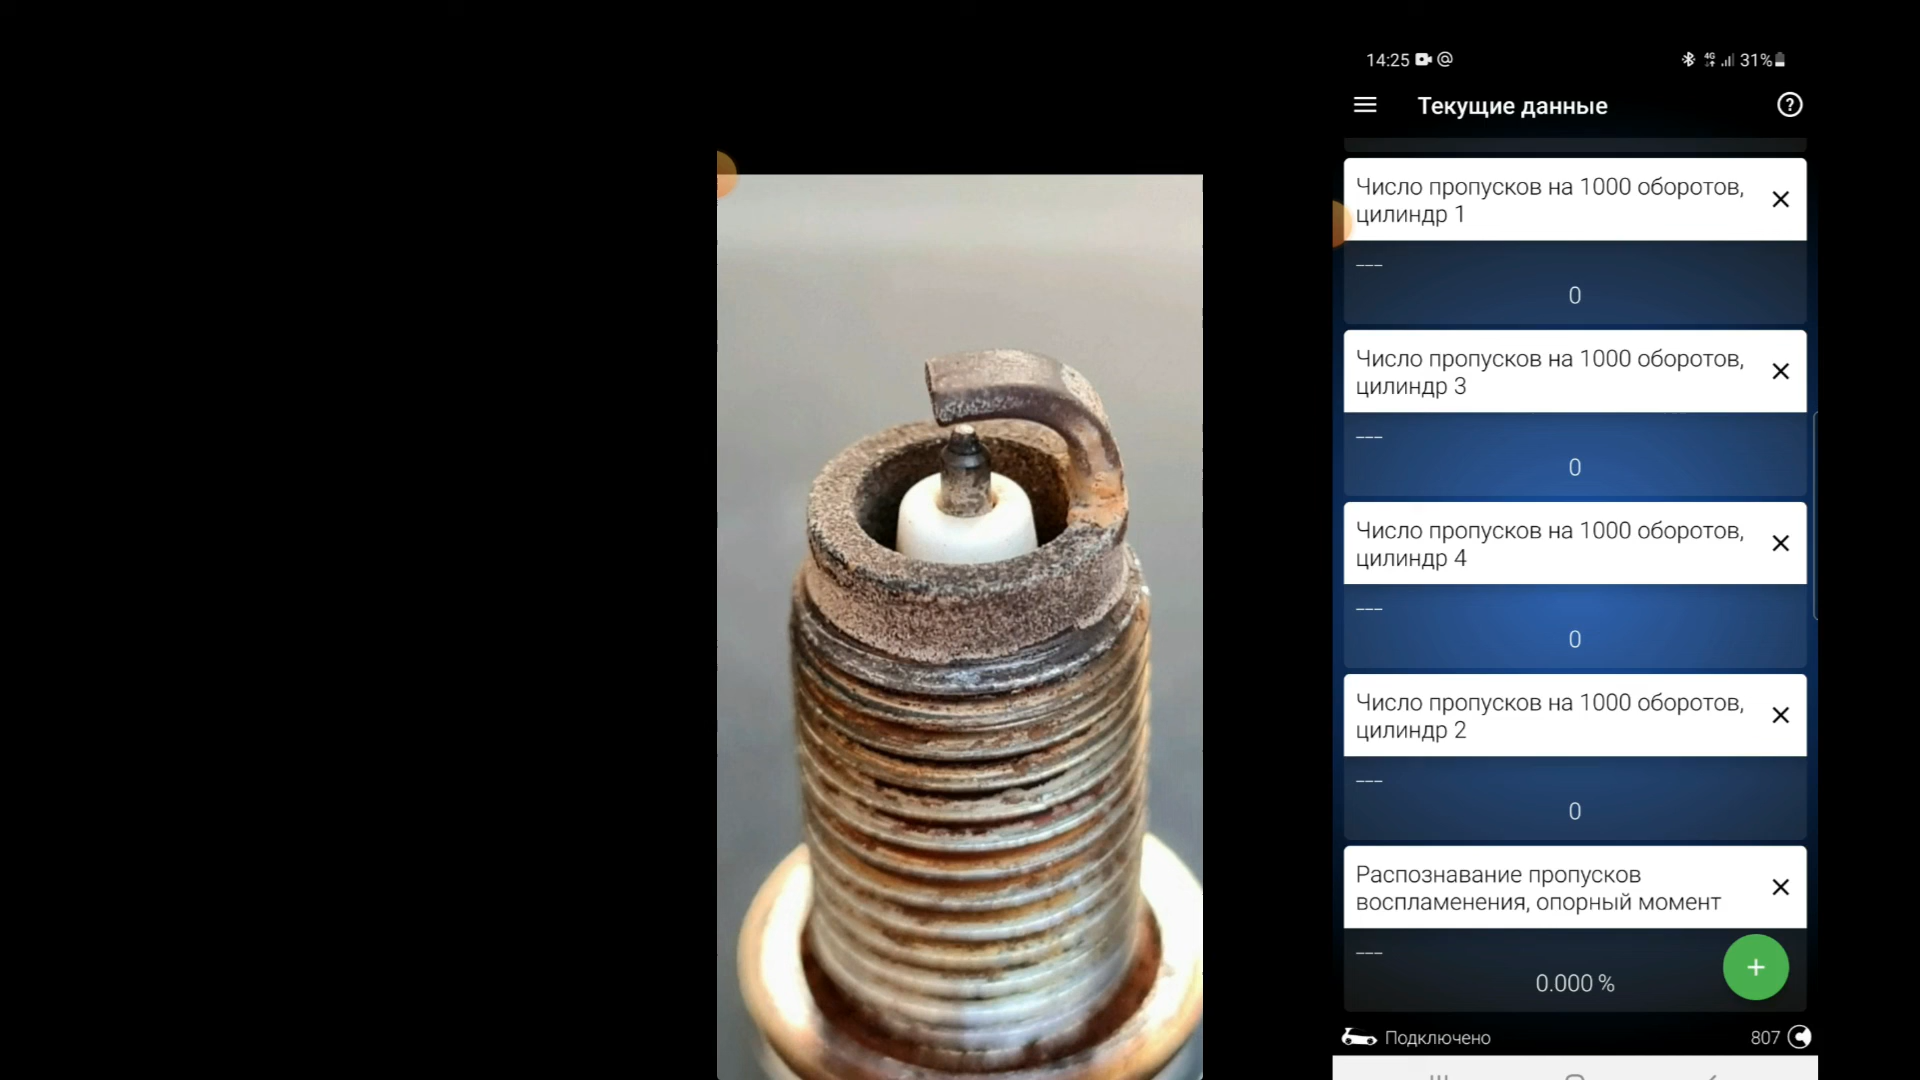 14:25 @ 4G 31%
Текущие данные ?
Число пропусков на 1000 оборотов,
цилиндр 1
---
0
Число пропусков на 1000 оборотов,
цилиндр 3
---
0
Число пропусков на 1000 оборотов,
цилиндр 4
---
0
Число пропусков на 1000 оборотов,
цилиндр 2
---
0
Распознавание пропусков
воспламенения, опорный момент
---
0.000 %
Подключено 807